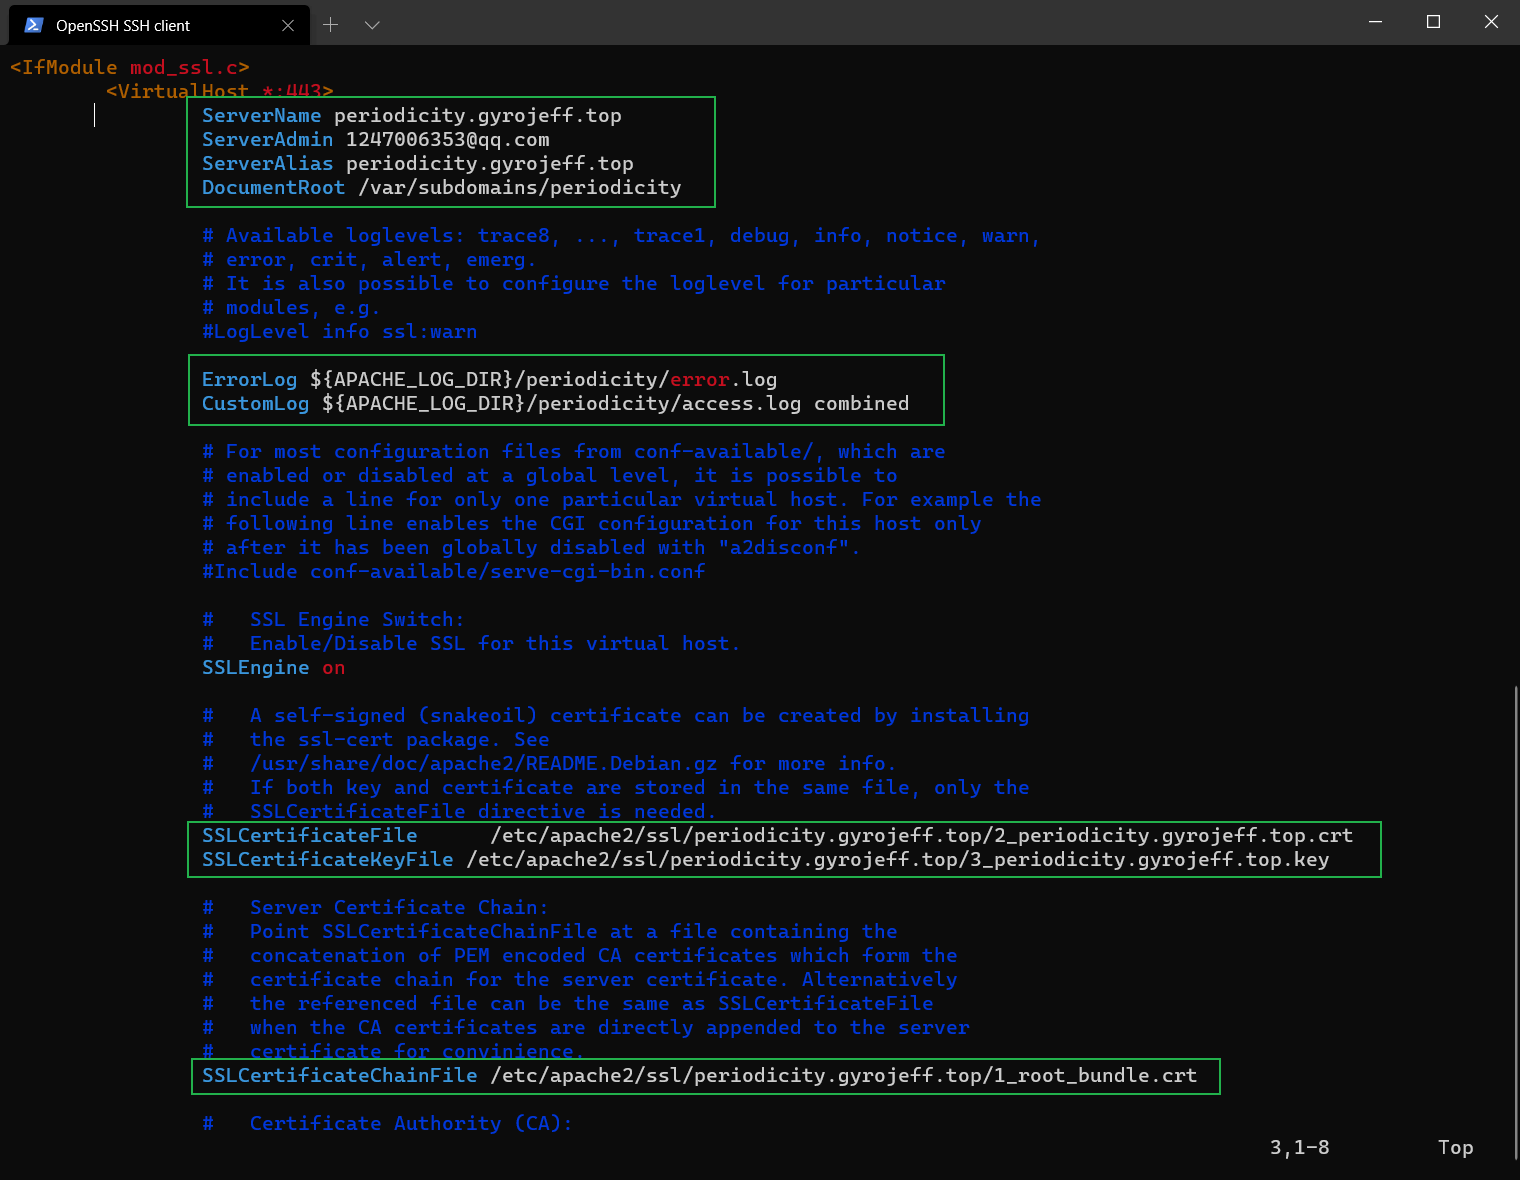 OpenSSH SSH client
<IfModule mod_ssl.c>
<VirtualHost *:443>
ServerName periodicity.gyrojeff.top
ServerAdmin 1247006353@qq.com
ServerAlias periodicity.gyrojeff.top
DocumentRoot /var/subdomains/periodicity
# Available loglevels: trace8, ..., trace1, debug, info, notice, warn,
# error, crit, alert, emerg.
# It is also possible to configure the loglevel for particular
# modules, e.g.
#LogLevel info ssl:warn
ErrorLog ${APACHE_LOG_DIR}/periodicity/error.log
CustomLog ${APACHE_LOG_DIR}/periodicity/access.log combined
# For most configuration files from conf-available/, which are
# enabled or disabled at a global level, it is possible to
# include a line for only one particular virtual host. For example the
# following line enables the CGI configuration for this host only
# after it has been globally disabled with "a2disconf".
#Include conf-available/serve-cgi-bin.conf
# SSL Engine Switch:
# Enable/Disable SSL for this virtual host.
SSLEngine on
# A self-signed (snakeoil) certificate can be created by installing
# the ssl-cert package. See
# /usr/share/doc/apache2/README.Debian.gz for more info.
# If both key and certificate are stored in the same file, only the
# SSLCertificateFile directive is needed.
SSLCertificateFile /etc/apache2/ssl/periodicity.gyrojeff.top/2_periodicity.gyrojeff.top.crt
SSLCertificateKeyFile /etc/apache2/ssl/periodicity.gyrojeff.top/3_periodicity.gyrojeff.top.key
# Server Certificate Chain:
# Point SSLCertificateChainFile at a file containing the
# concatenation of PEM encoded CA certificates which form the
# certificate chain for the server certificate. Alternatively
# the referenced file can be the same as SSLCertificateFile
# when the CA certificates are directly appended to the server
# certificate for convinience.
SSLCertificateChainFile /etc/apache2/ssl/periodicity.gyrojeff.top/1_root_bundle.crt
# Certificate Authority (CA):
3,1-8 Top